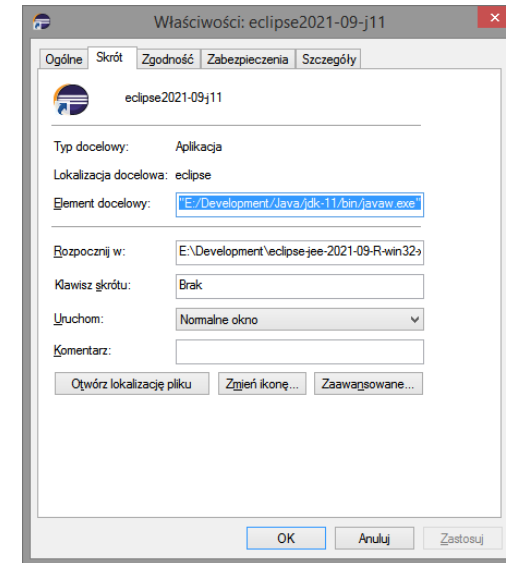 Właściwości: eclipse2021-09-j11
Ogólne Skrót Zgodność Zabezpieczenia Szczegóły
eclipse2021-09-j11
Typ docelowy: Aplikacja
Lokalizacja docelowa: eclipse
Element docelowy: "E:/Development/Java/jdk-11/bin/javaw.exe"
Rozpocznij w: E:\Development\eclipse-jee-2021-09-R-win32-x
Klawisz skrótu: Brak
Uruchom: Normalne okno
Komentarz:
Otwórz lokalizację pliku Zmień ikonę... Zaawansowane...
OK Anuluj Zastosuj